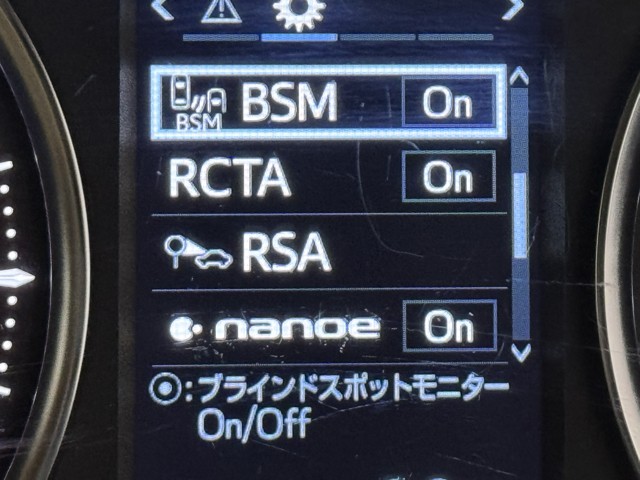 BSM BSM On
RCTA On
RSA
nanoe On
:ブラインドスポットモニター
On/Off